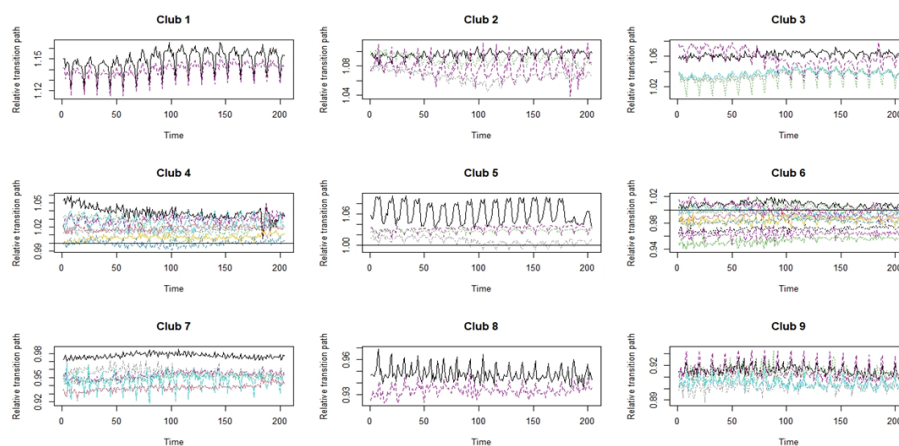 Club 1
Relative transition path
1.12 1.15
0 50 100 150 200
Time
Club 2
Relative transition path
1.04 1.08
0 50 100 150 200
Time
Club 3
Relative transition path
1.02 1.06
0 50 100 150 200
Time
Club 4
Relative transition path
0.99 1.02 1.05
0 50 100 150 200
Time
Club 5
Relative transition path
1.00 1.06
0 50 100 150 200
Time
Club 6
Relative transition path
0.94 0.98 1.02
0 50 100 150 200
Time
Club 7
Relative transition path
0.92 0.95 0.98
0 50 100 150 200
Time
Club 8
Relative transition path
0.93 0.96
0 50 100 150 200
Time
Club 9
Relative transition path
0.89 0.92
0 50 100 150 200
Time